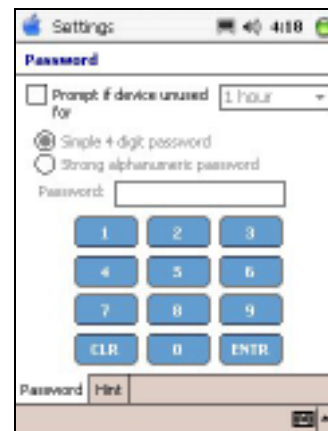 Settings 4:18
Password
Prompt if device unused 1 hour
for
Simple 4 digit password
Strong alphanumeric password
Password:
1 2 3
4 5 6
7 8 9
CLR 0 ENTR
Password Hint